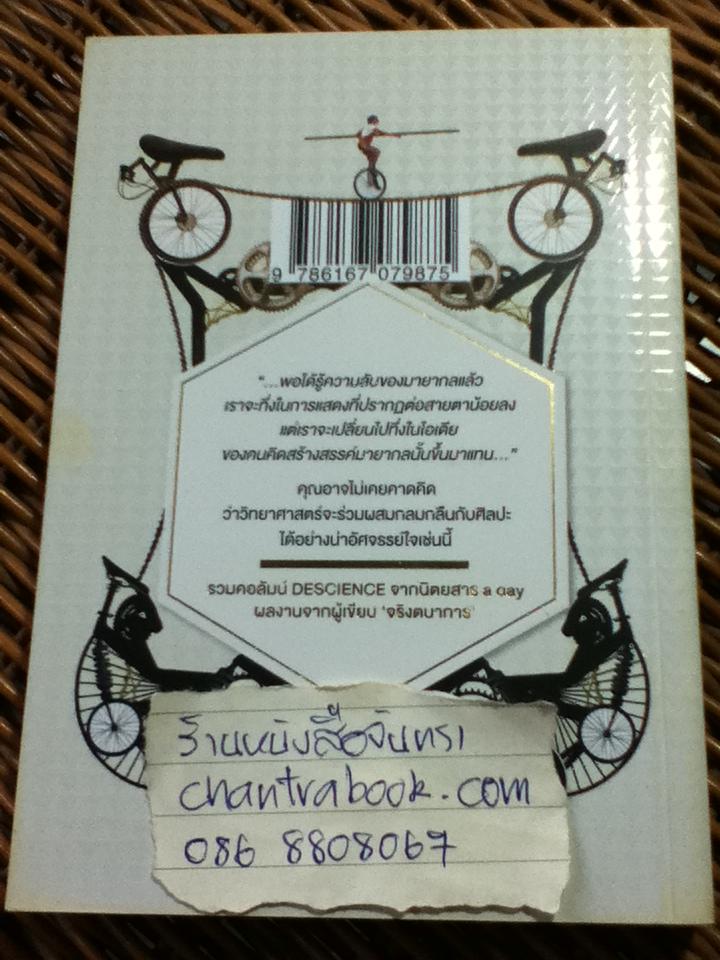 9 786167 079875
“...พอได้รู้ความลับของมายากลแล้ว
เราจะทึ่งในการแสดงที่ปรากฏต่อสายตาน้อยลง
แต่เราจะเปลี่ยนไปทึ่งในไอเดีย
ของคนคิดสร้างสรรค์มายากลนั้นขึ้นมาแทน...”
คุณอาจไม่เคยคาดคิด
ว่าวิทยาศาสตร์จะร่วมผสมกลมกลืนกับศิลปะ
ได้อย่างน่าอัศจรรย์ใจเช่นนี้
รวมคอลัมน์ DESCIENCE จากนิตยสาร a day
ผลงานจากผู้เขียน ‘จริงตนาการ’
ร้านหนังสือจันทรา
chantrabook.com
086 8808067